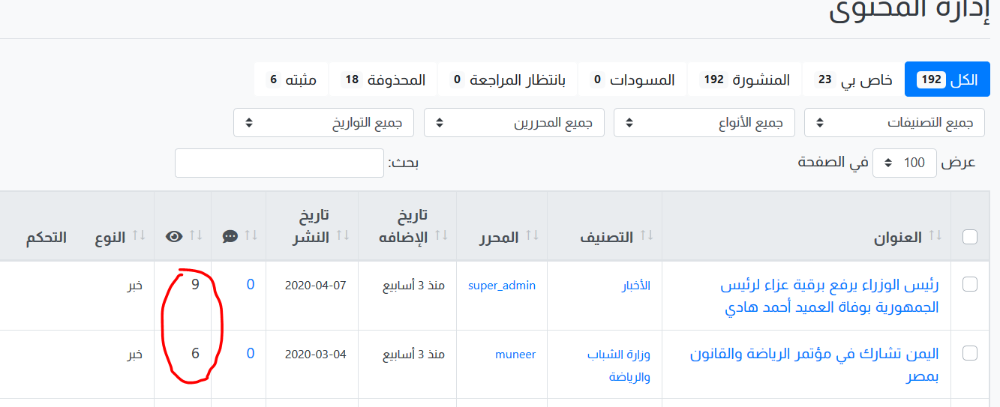 إدارة المحتوى
الكل 192 خاص بي 23 المنشورة 192 المسودات 0 بانتظار المراجعة 0 المحذوفة 18 مثبته 6
جميع التصنيفات جميع الأنواع جميع المحررين جميع التواريخ
عرض 100 في الصفحة بحث:
العنوان التصنيف المحرر تاريخ الإضافه تاريخ النشر النوع التحكم
رئيس الوزراء يرفع برقية عزاء لرئيس الجمهورية بوفاة العميد أحمد هادي الأخبار super_admin منذ 3 أسابيع 2020-04-07 0 9 خبر
اليمن تشارك في مؤتمر الرياضة والقانون بمصر وزارة الشباب والرياضة muneer منذ 3 أسابيع 2020-03-04 0 6 خبر